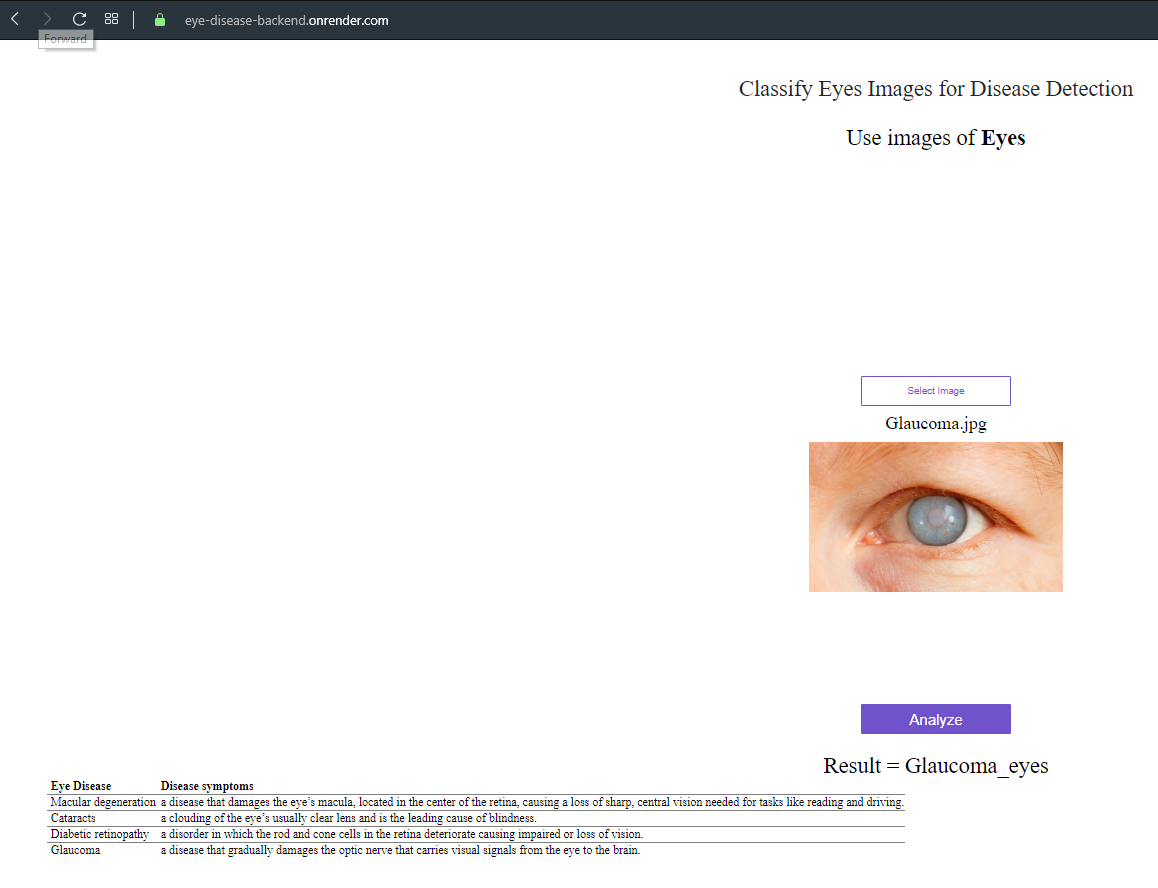 eye-disease-backend.onrender.com
Forward
Classify Eyes Images for Disease Detection
Use images of Eyes
Select Image
Glaucoma.jpg
Analyze
Result = Glaucoma_eyes
Eye Disease Disease symptoms
Macular degeneration a disease that damages the eye’s macula, located in the center of the retina, causing a loss of sharp, central vision needed for tasks like reading and driving.
Cataracts a clouding of the eye’s usually clear lens and is the leading cause of blindness.
Diabetic retinopathy a disorder in which the rod and cone cells in the retina deteriorate causing impaired or loss of vision.
Glaucoma a disease that gradually damages the optic nerve that carries visual signals from the eye to the brain.